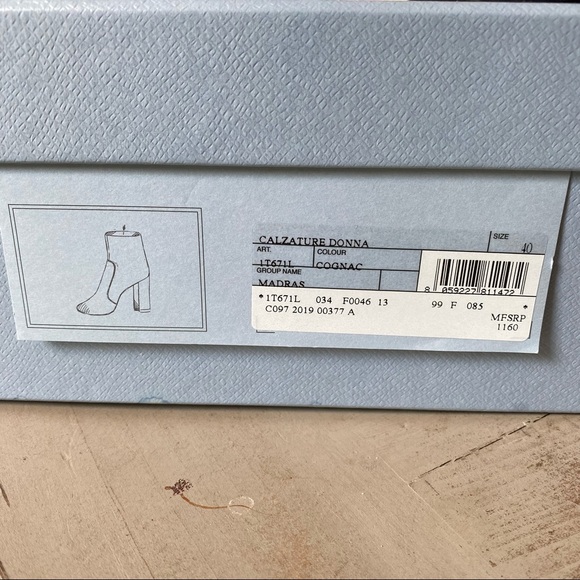 CALZATURE DONNA
SIZE
40
ART.
COLOUR
1T671L
COGNAC
GROUP NAME
MADRAS
8 059227 811472
*1T671L 034 F0046 13 99 F 085 *
C097 2019 00377 A
MFSRP
1160